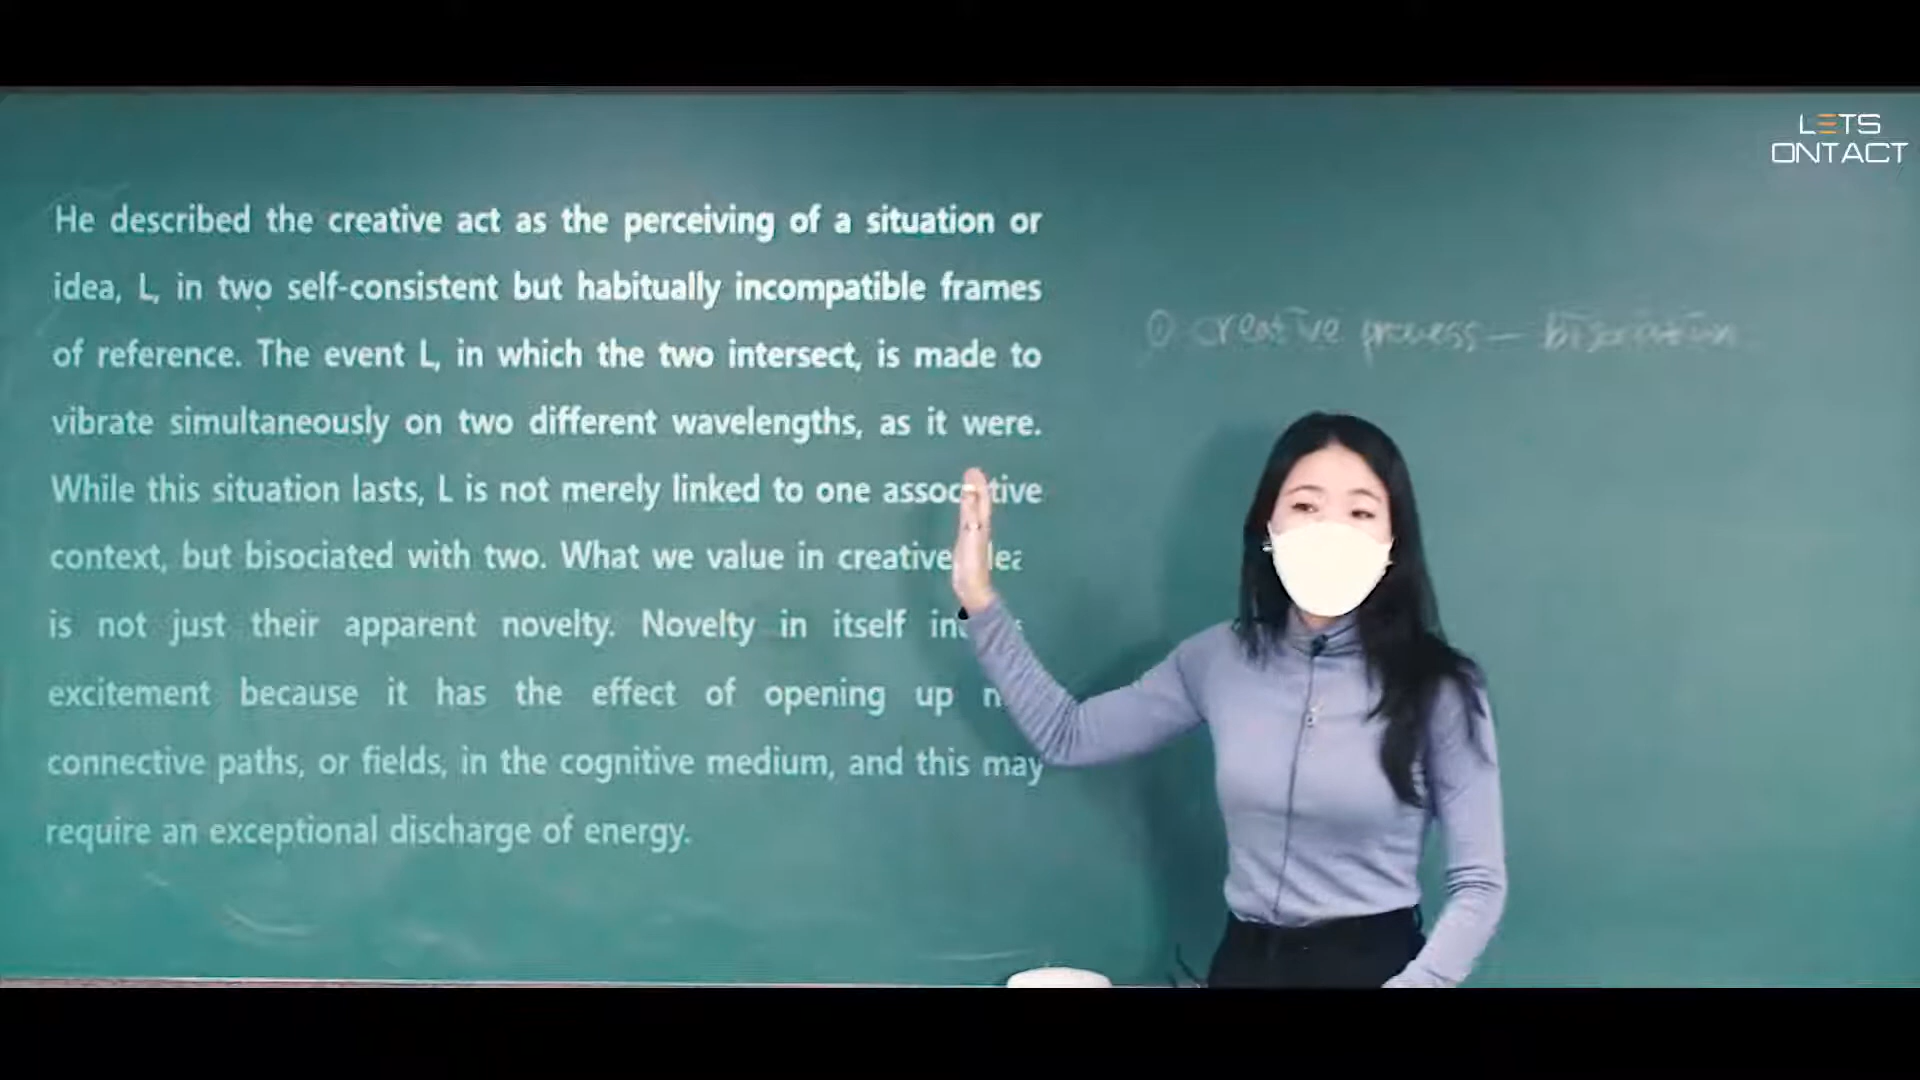 He described the creative act as the perceiving of a situation or
idea, L, in two self-consistent but habitually incompatible frames
of reference. The event L, in which the two intersect, is made to
vibrate simultaneously on two different wavelengths, as it were.
While this situation lasts, L is not merely linked to one
context, but bisociated with two. What we value in creative
is not just their apparent novelty. Novelty in itself
excitement because it has the effect of opening up
connective paths, or fields, in the cognitive medium, and this may
require an exceptional discharge of energy.
① creative process — bisociation
LETS
ONTACT